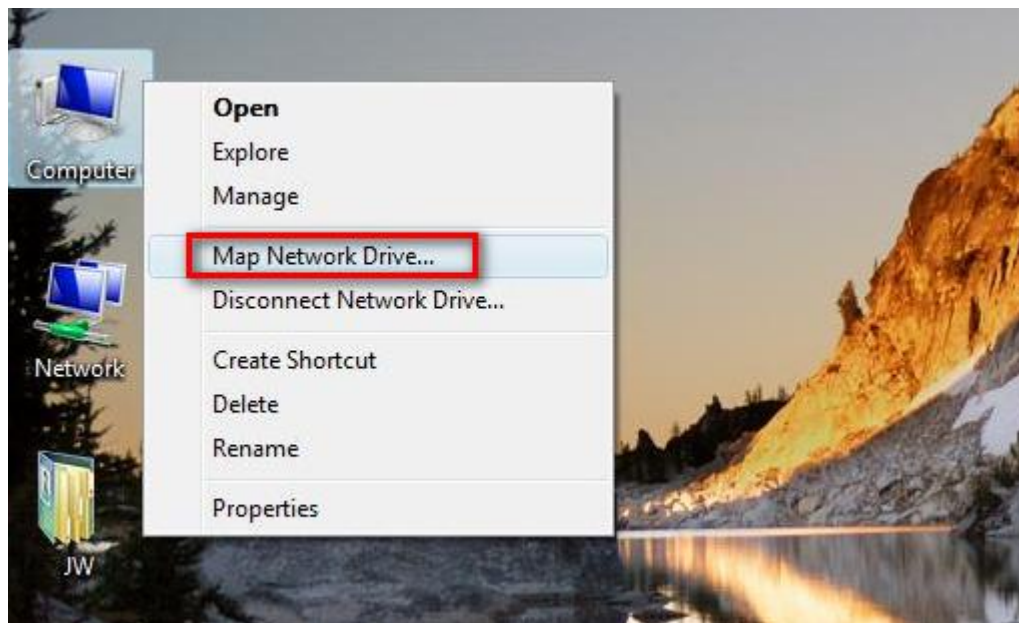 Computer
Open
Explore
Manage
Map Network Drive...
Disconnect Network Drive...
Network
Create Shortcut
Delete
Rename
Properties
JW